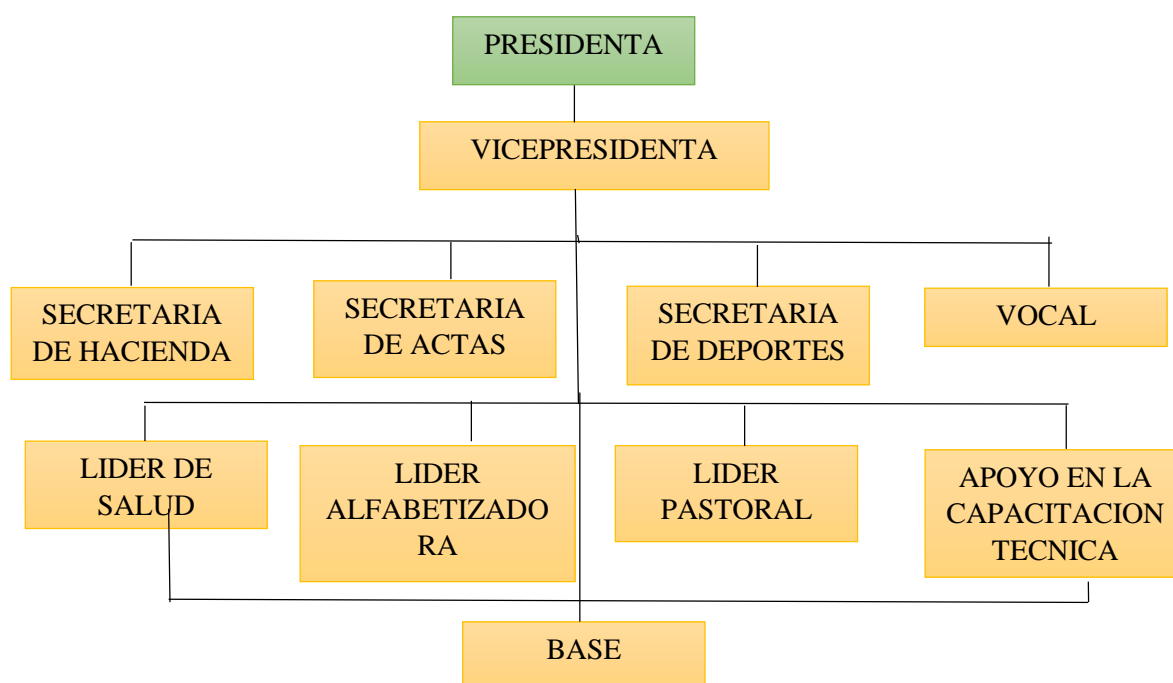 PRESIDENTA
VICEPRESIDENTA
SECRETARIA
DE HACIENDA
SECRETARIA
DE ACTAS
SECRETARIA
DE DEPORTES
VOCAL
LIDER DE
SALUD
LIDER
ALFABETIZADO
RA
LIDER
PASTORAL
APOYO EN LA
CAPACITACION
TECNICA
BASE